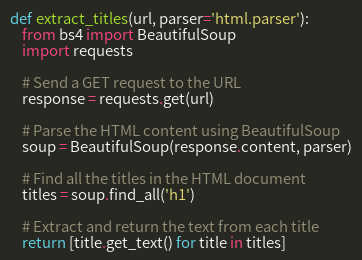 def extract_titles(url, parser='html.parser'):
from bs4 import BeautifulSoup
import requests
# Send a GET request to the URL
response = requests.get(url)
# Parse the HTML content using BeautifulSoup
soup = BeautifulSoup(response.content, parser)
# Find all the titles in the HTML document
titles = soup.find_all('h1')
# Extract and return the text from each title
return [title.get_text() for title in titles]